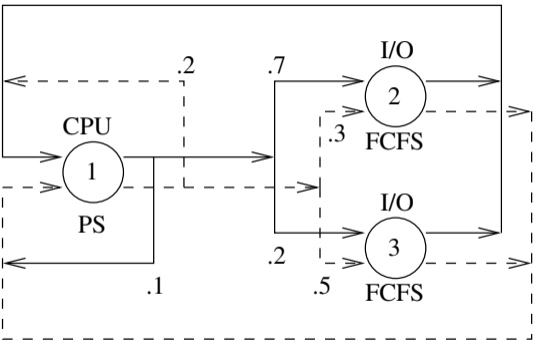 I/O
.2
.7
2
CPU
.3
FCFS
1
I/O
PS
3
.2
.1
.5
FCFS